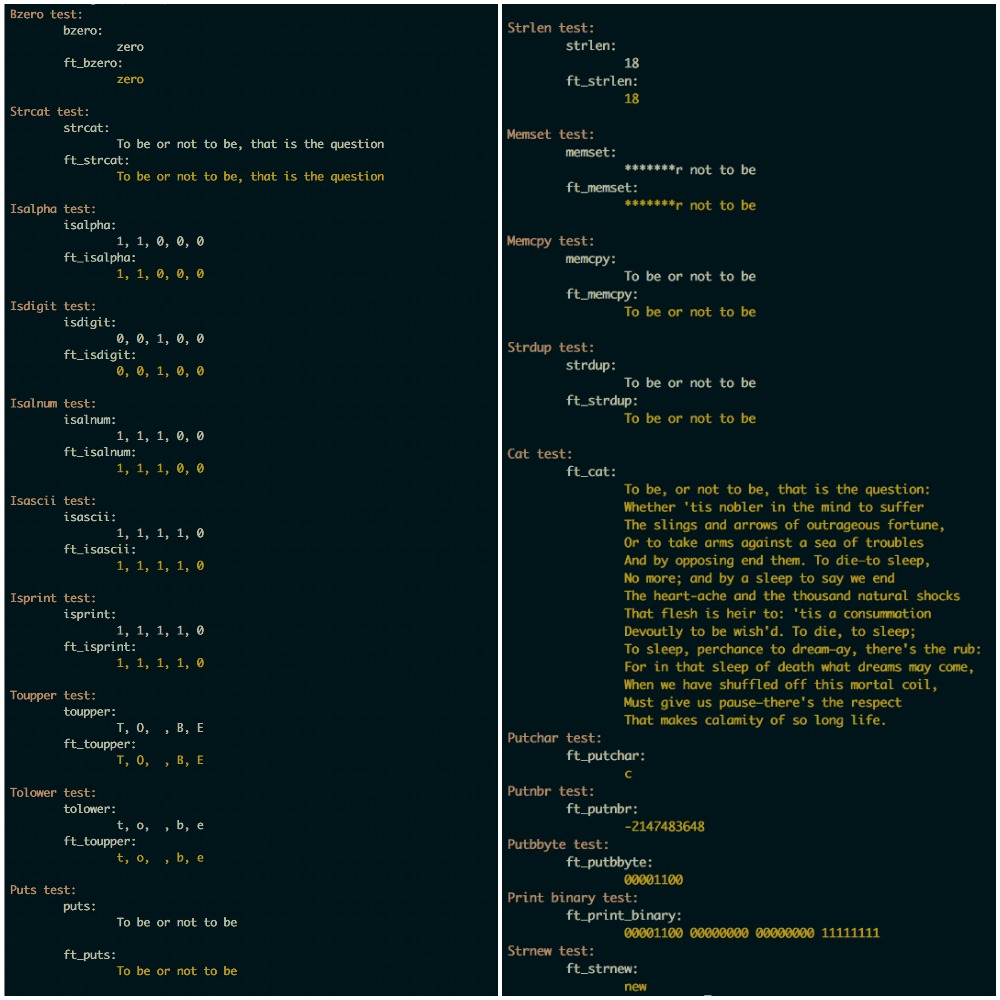 Bzero test:
bzero:
zero
ft_bzero:
zero
Strcat test:
strcat:
To be or not to be, that is the question
ft_strcat:
To be or not to be, that is the question
Isalpha test:
isalpha:
1, 1, 0, 0, 0
ft_isalpha:
1, 1, 0, 0, 0
Isdigit test:
isdigit:
0, 0, 1, 0, 0
ft_isdigit:
0, 0, 1, 0, 0
Isalnum test:
isalnum:
1, 1, 1, 0, 0
ft_isalnum:
1, 1, 1, 0, 0
Isascii test:
isascii:
1, 1, 1, 1, 0
ft_isascii:
1, 1, 1, 1, 0
Isprint test:
isprint:
1, 1, 1, 1, 0
ft_isprint:
1, 1, 1, 1, 0
Toupper test:
toupper:
T, O,  , B, E
ft_toupper:
T, O,  , B, E
Tolower test:
tolower:
t, o,  , b, e
ft_toupper:
t, o,  , b, e
Puts test:
puts:
To be or not to be
ft_puts:
To be or not to be
Strlen test:
strlen:
18
ft_strlen:
18
Memset test:
memset:
*******r not to be
ft_memset:
*******r not to be
Memcpy test:
memcpy:
To be or not to be
ft_memcpy:
To be or not to be
Strdup test:
strdup:
To be or not to be
ft_strdup:
To be or not to be
Cat test:
ft_cat:
To be, or not to be, that is the question:
Whether 'tis nobler in the mind to suffer
The slings and arrows of outrageous fortune,
Or to take arms against a sea of troubles
And by opposing end them. To die—to sleep,
No more; and by a sleep to say we end
The heart-ache and the thousand natural shocks
That flesh is heir to: 'tis a consummation
Devoutly to be wish'd. To die, to sleep;
To sleep, perchance to dream—ay, there's the rub:
For in that sleep of death what dreams may come,
When we have shuffled off this mortal coil,
Must give us pause—there's the respect
That makes calamity of so long life.
Putchar test:
ft_putchar:
c
Putnbr test:
ft_putnbr:
-2147483648
Putbbyte test:
ft_putbbyte:
00001100
Print binary test:
ft_print_binary:
00001100 00000000 00000000 11111111
Strnew test:
ft_strnew:
new